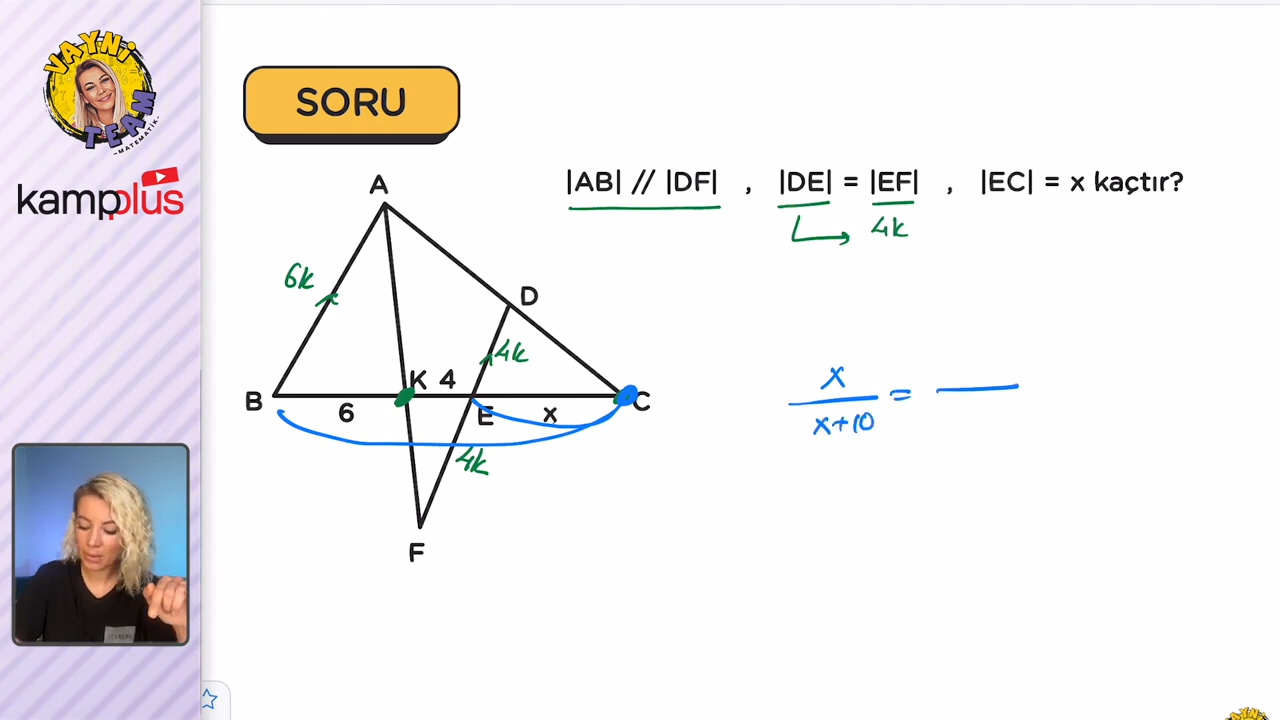 VAYNİ
TEAM
-MATEMATİK-
kampplus
SORU
|AB| // |DF| , |DE| = |EF| , |EC| = x kaçtır?
4k
A
6k
D
4k
B
K
4
C
6
E
x
4k
F
x
x+10
=